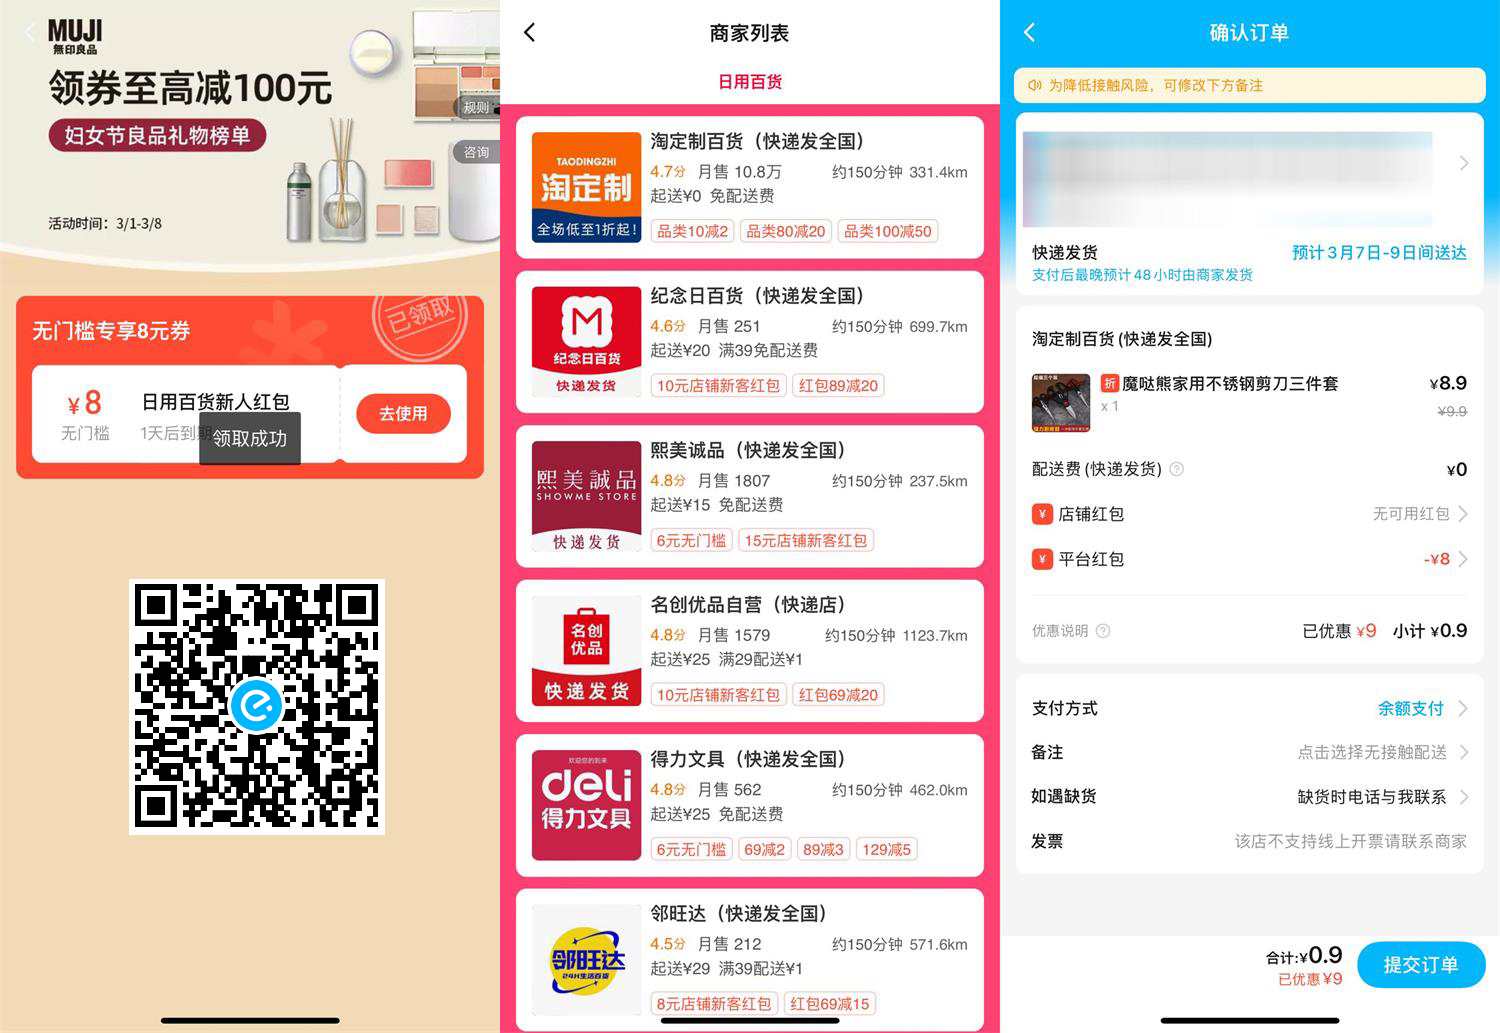 MUJI
無印良品
领券至高减100元
规则
妇女节良品礼物榜单
咨询
活动时间：3/1-3/8
无门槛专享8元券
已领取
¥8
日用百货新人红包
去使用
无门槛
1天后到期
领取成功
商家列表
日用百货
TAODINGZHI
淘定制
全场低至1折起！
淘定制百货（快递发全国）
4.7分 月售 10.8万 约150分钟 331.4km
起送¥0 免配送费
品类10减2 品类80减20 品类100减50
纪念日百货
快递发货
纪念日百货（快递发全国）
4.6分 月售 251 约150分钟 699.7km
起送¥20 满39免配送费
10元店铺新客红包 红包89减20
熙美誠品
SHOWME STORE
快递发货
熙美诚品（快递发全国）
4.8分 月售 1807 约150分钟 237.5km
起送¥15 免配送费
6元无门槛 15元店铺新客红包
名创
优品
快递发货
名创优品自营（快递店）
4.8分 月售 1579 约150分钟 1123.7km
起送¥25 满29配送¥1
10元店铺新客红包 红包69减20
欢迎您的到来
deli
得力文具
得力文具（快递发全国）
4.8分 月售 562 约150分钟 462.0km
起送¥25 免配送费
6元无门槛 69减2 89减3 129减5
邻旺达
24H生活百货
邻旺达（快递发全国）
4.5分 月售 212 约150分钟 571.6km
起送¥29 满39配送¥1
8元店铺新客红包 红包69减15
确认订单
为降低接触风险，可修改下方备注
快递发货 预计3月7日-9日间送达
支付后最晚预计48小时由商家发货
淘定制百货(快递发全国)
折 魔哒熊家用不锈钢剪刀三件套 ¥8.9
x 1 ¥9.9
配送费(快递发货) ¥0
¥ 店铺红包 无可用红包
¥ 平台红包 -¥8
优惠说明 已优惠 ¥9 小计 ¥0.9
支付方式 余额支付
备注 点击选择无接触配送
如遇缺货 缺货时电话与我联系
发票 该店不支持线上开票请联系商家
合计:¥0.9
已优惠 ¥9
提交订单